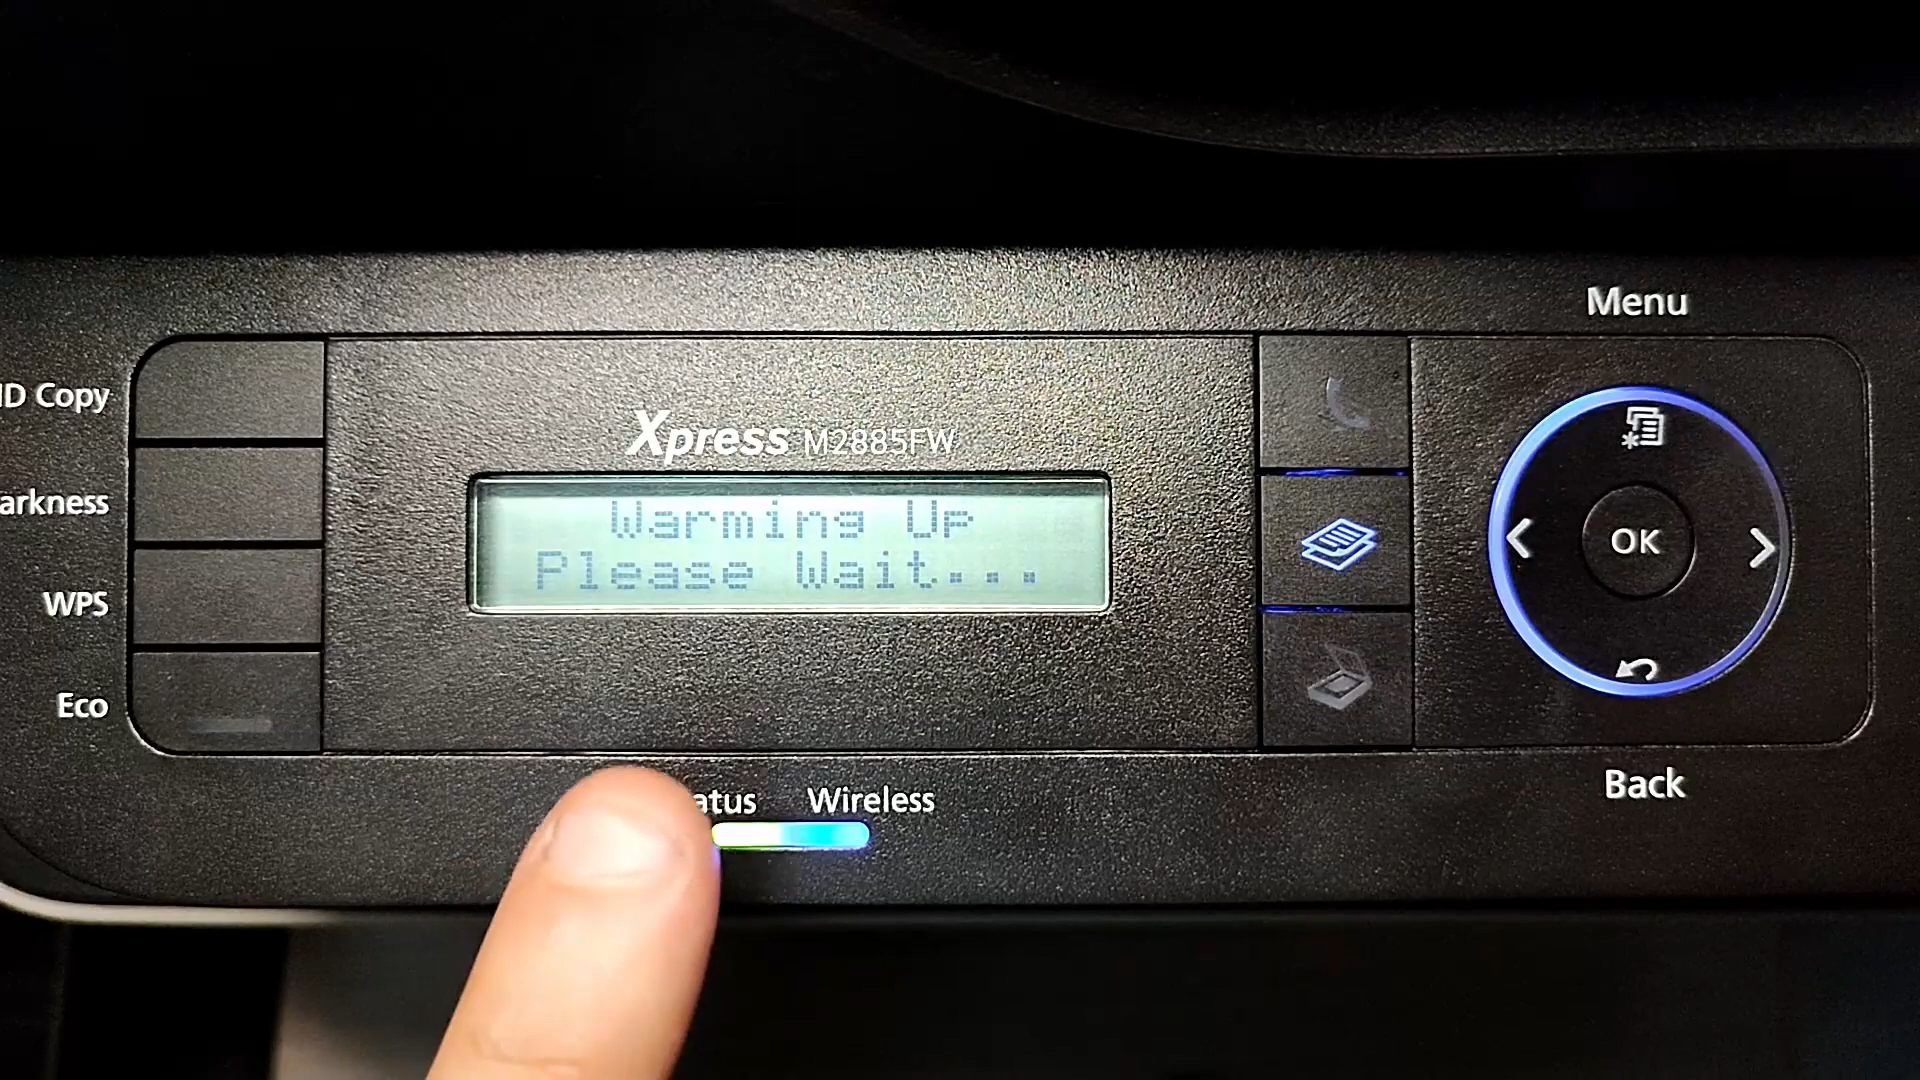 Menu
ID Copy
arkness
WPS
Eco
Xpress M2885FW
Warming Up
Please Wait...
OK
atus Wireless
Back